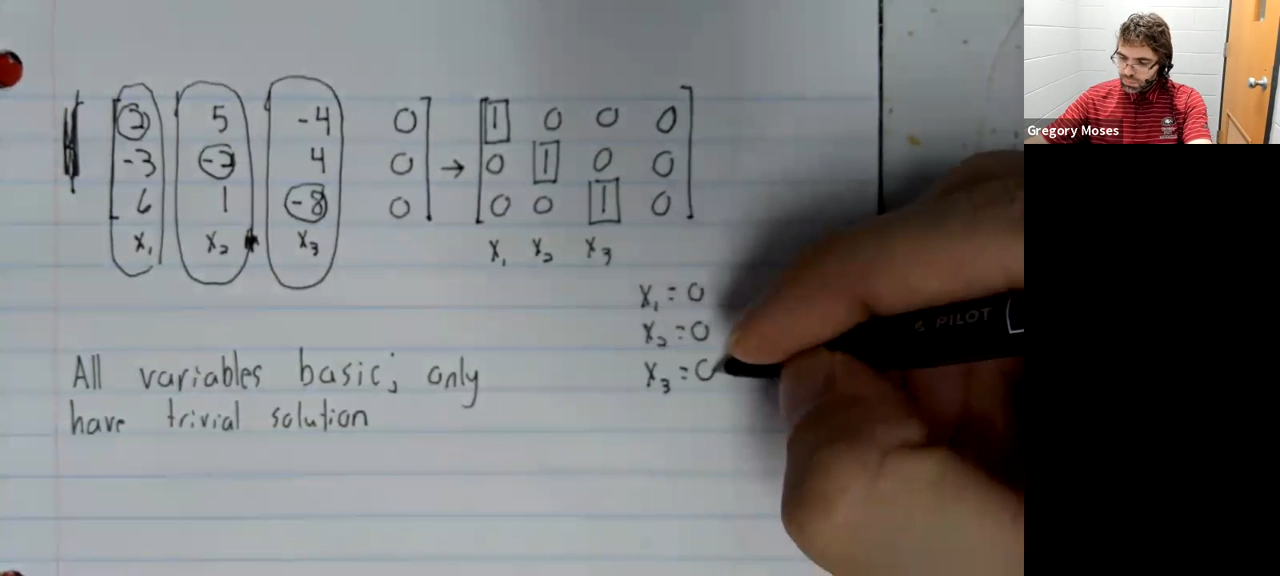 3 5 -4 0 1 0 0 0
-3 -2 4 0 → 0 1 0 0
6 1 -8 0 0 0 1 0
x₁ x₂ x₃ x₁ x₂ x₃
x₁ = 0
x₂ = 0
x₃ = 0
All variables basic; only
have trivial solution
PILOT
Gregory Moses